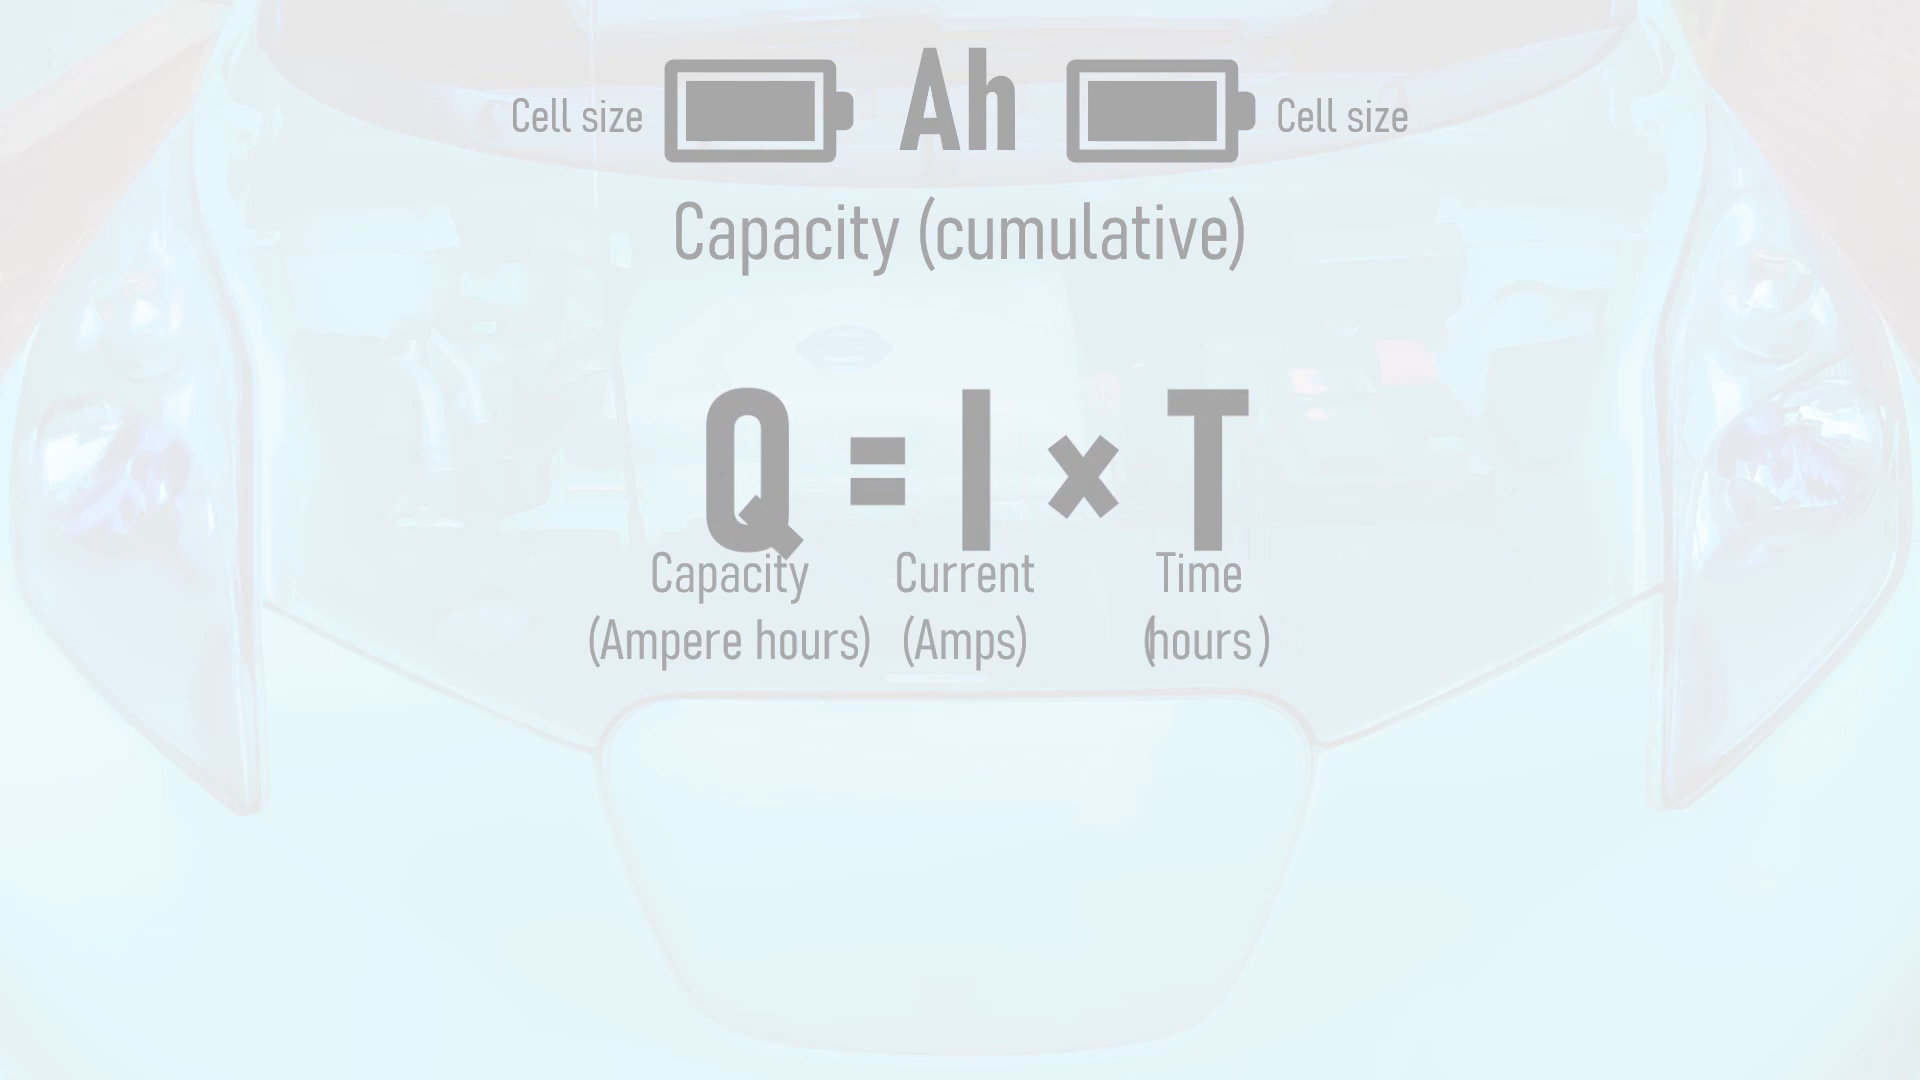 Cell size Ah Cell size
Capacity (cumulative)
Q = I × T
Capacity Current Time
(Ampere hours) (Amps) (hours)